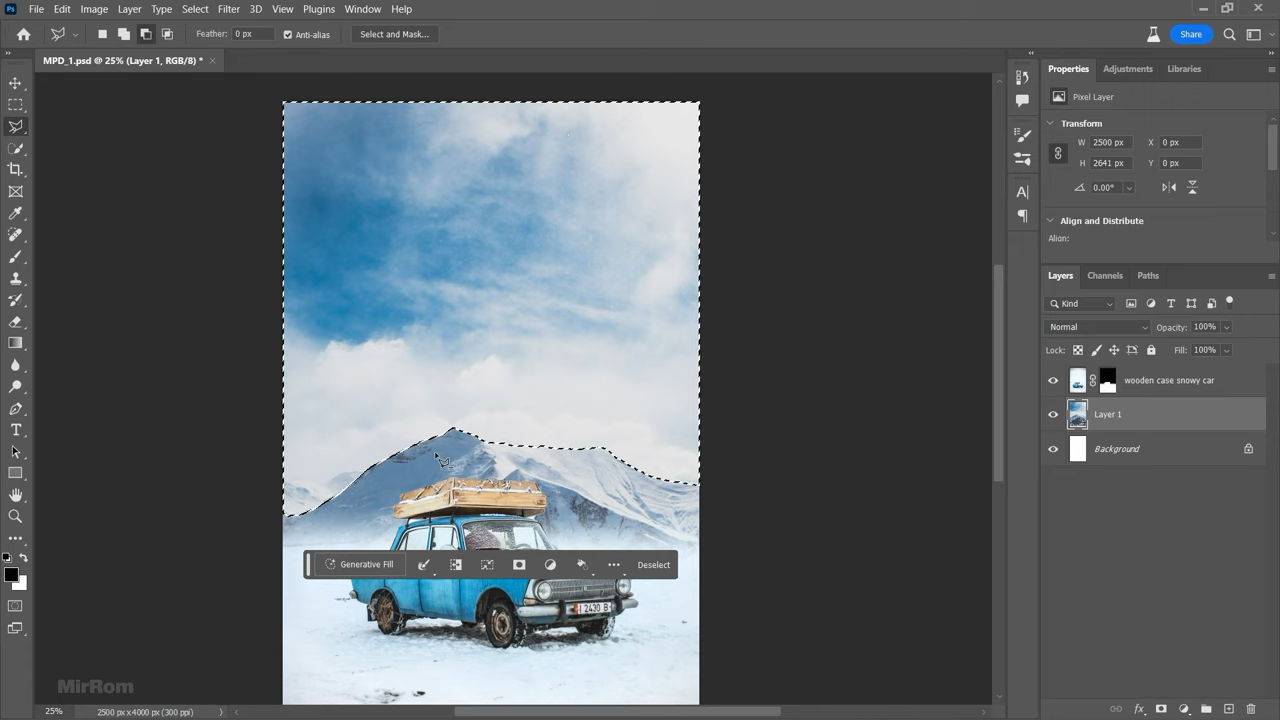 Ps File Edit Image Layer Type Select Filter 3D View Plugins Window Help
Feather: 0 px Anti-alias Select and Mask... Share
MPD_1.psd @ 25% (Layer 1, RGB/8) * ×
Properties Adjustments Libraries
Pixel Layer
Transform
W 2500 px X 0 px
H 2641 px Y 0 px
0.00°
Align and Distribute
Align:
Layers Channels Paths
Kind
Normal Opacity: 100%
Lock: Fill: 100%
wooden case snowy car
Layer 1
Background
Generative Fill Deselect
I 2430 B
MirRom
25% 2500 px x 4000 px (300 ppi)